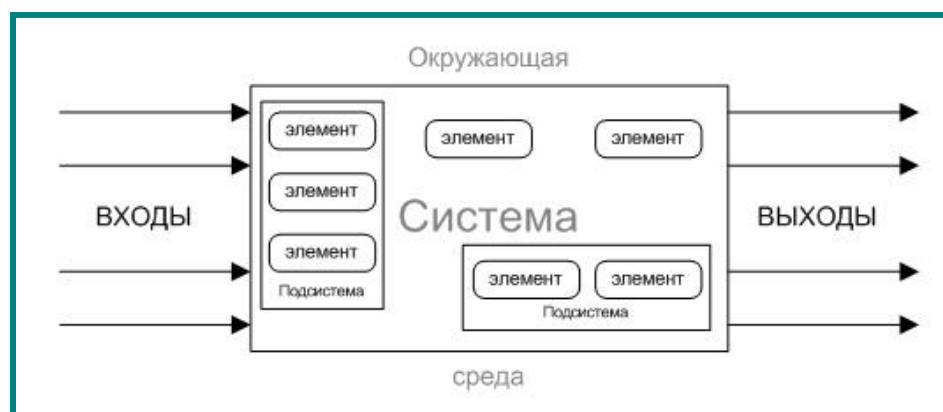 Окружающая
элемент
элемент
элемент
Подсистема
элемент
элемент
ВХОДЫ
Система
ВЫХОДЫ
элемент
элемент
Подсистема
среда